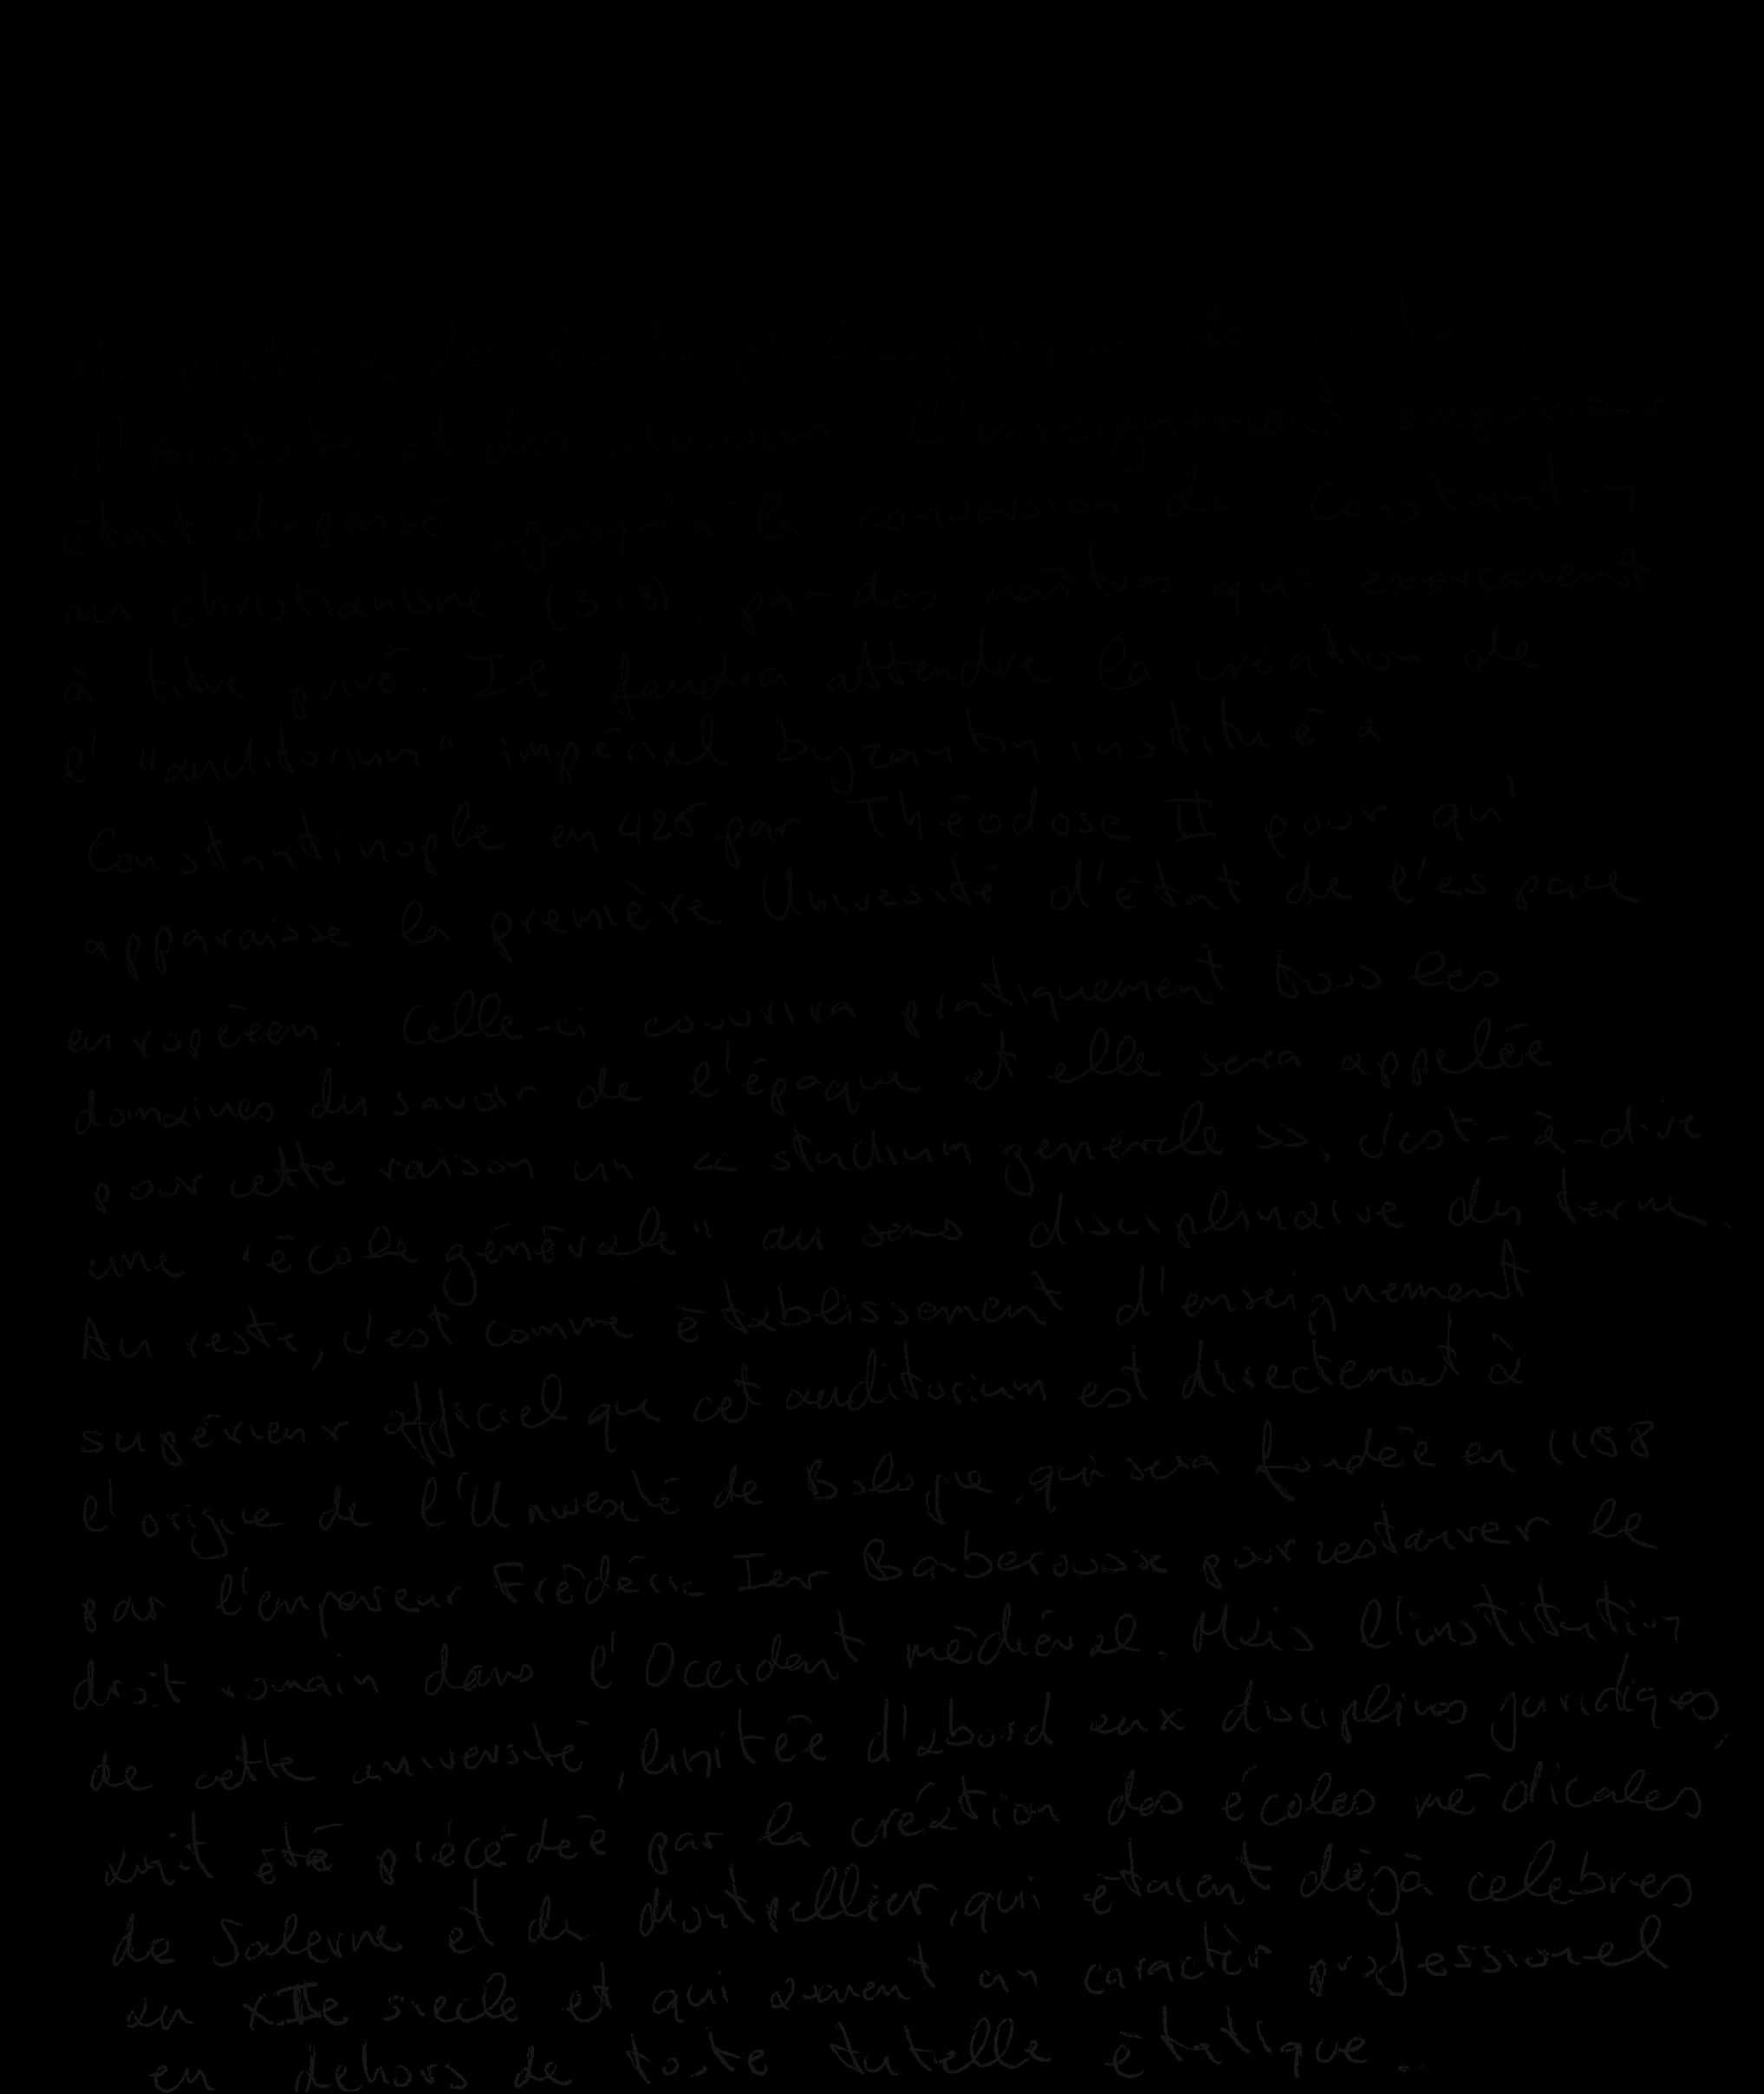 la pratique des écoles philosophiques de
d'Aristote et des stoïciens, l'enseignement supérieur
était dispensé, jusqu'à la conversion de Constantin
au christianisme (313), par des maîtres qui exerçaient
à titre privé. Il faudra attendre la création de
l' "auditorium" impérial byzantin institué à
Constantinople en 425 par Théodose II pour qu'
apparaisse la première Univesité d'état de l'espace
européen. Celle-ci couvrira pratiquement tous les
domaines du savoir de l'époque et elle sera appelée
pour cette raison un << studium generale >>, c'est-à-dire
une "école générale" au sens disciplinaire du terme.
Au reste, c'est comme établissement d'enseignement
supérieur officiel que cet auditorium est directement à
l'origine de l'Univesité de Bologne, qui sera fondée en 1158
par l'empereur Frédéric Ier Barberousse pour restaurer le
droit romain dans l'Occident médiéval. Mais l'institution
de cette université, limitée d'abord aux disciplines juridiques,
avait été précédée par la création des écoles médicales
de Salerne et de Montpellier, qui étaient déjà celebres
au XIIe siecle et qui avaient un caractèr professionel
en dehors de toute tutelle étatique.